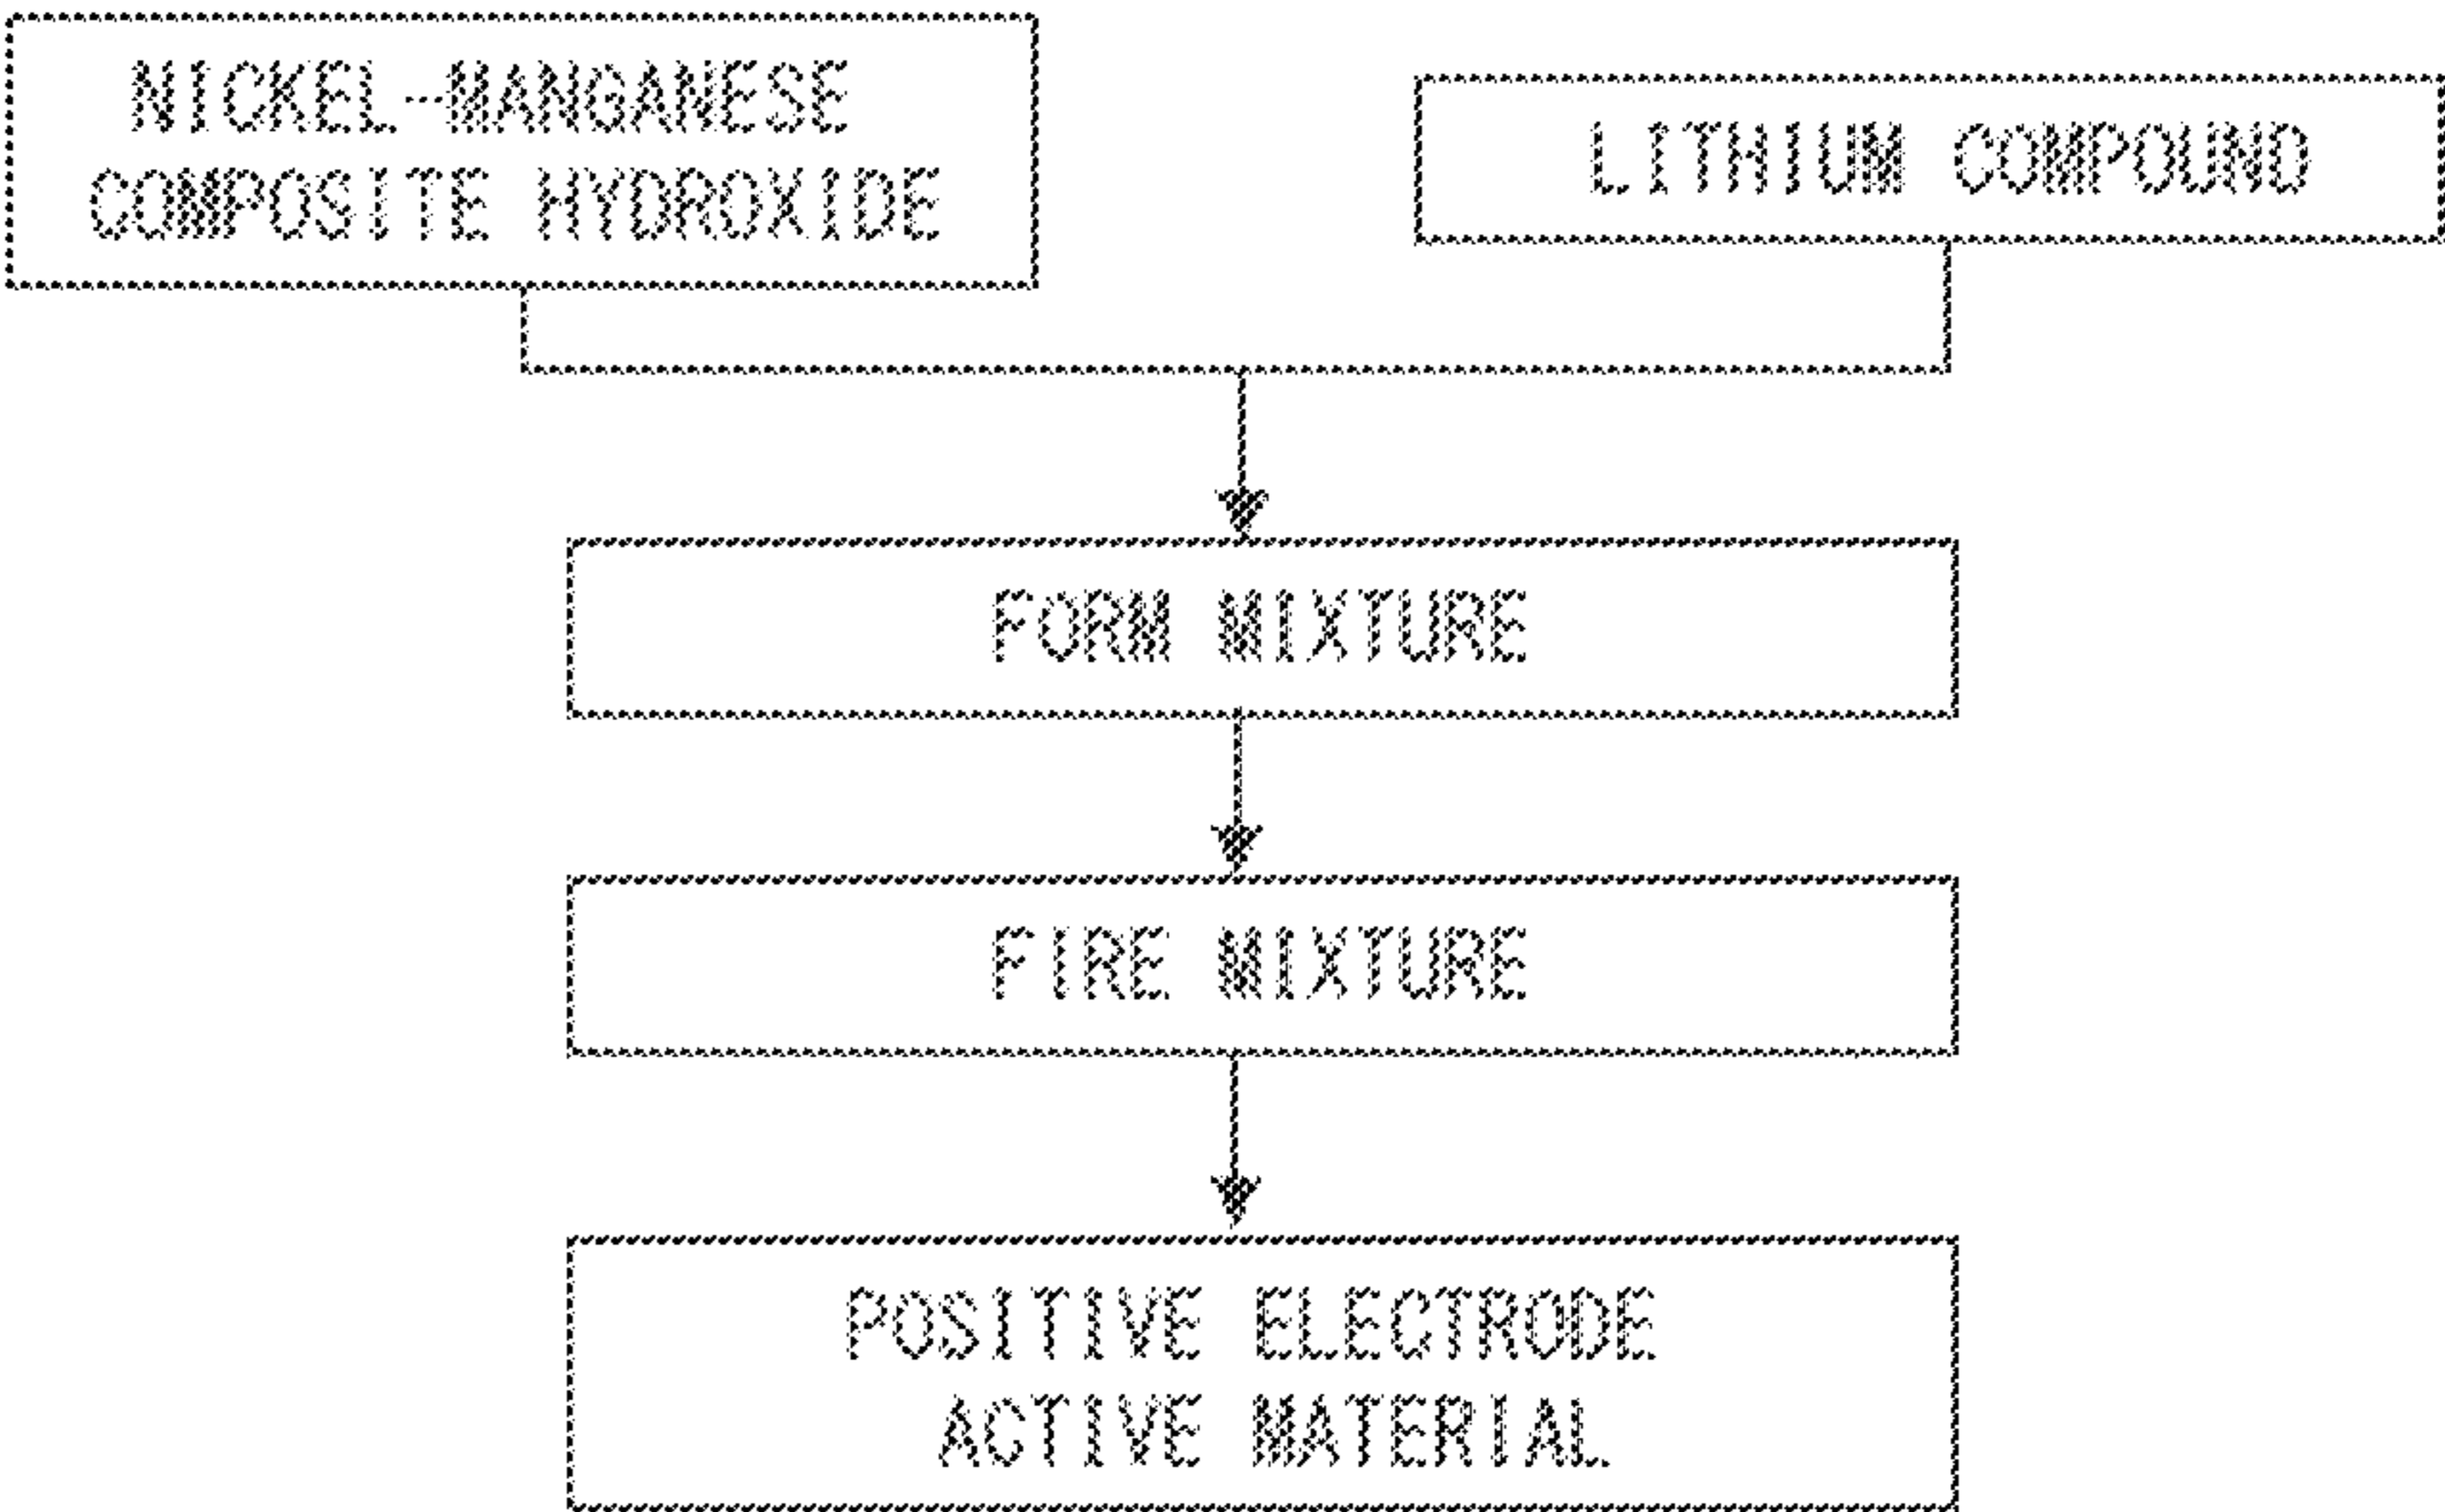 NICKEL-MANGANESE
COMPOSITE HYDROXIDE
LITHIUM COMPOUND
FORM MIXTURE
FIRE MIXTURE
POSITIVE ELECTRODE
ACTIVE MATERIAL